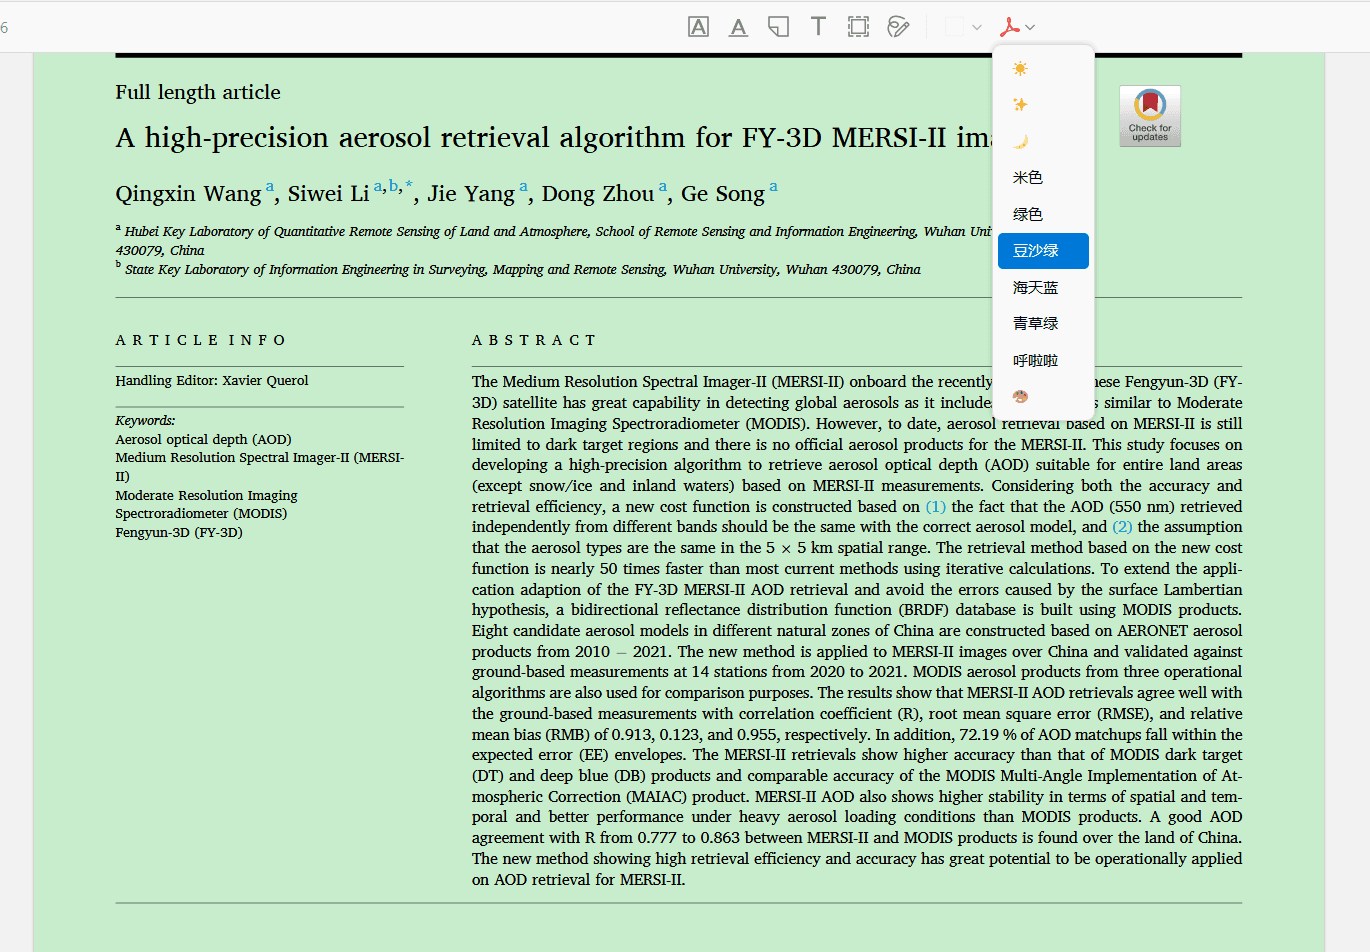 6
A A T
Full length article
A high-precision aerosol retrieval algorithm for FY-3D MERSI-II
Check for
updates
Qingxin Wang a, Siwei Li a,b,*, Jie Yang a, Dong Zhou a, Ge Song a
a Hubei Key Laboratory of Quantitative Remote Sensing of Land and Atmosphere, School of Remote Sensing and Information Engineering, Wuhan
430079, China
b State Key Laboratory of Information Engineering in Surveying, Mapping and Remote Sensing, Wuhan University, Wuhan 430079, China
米色
绿色
豆沙绿
海天蓝
青草绿
呼啦啦
ARTICLE INFO
Handling Editor: Xavier Querol
Keywords:
Aerosol optical depth (AOD)
Medium Resolution Spectral Imager-II (MERSI-
II)
Moderate Resolution Imaging
Spectroradiometer (MODIS)
Fengyun-3D (FY-3D)
ABSTRACT
The Medium Resolution Spectral Imager-II (MERSI-II) onboard the recently Fengyun-3D (FY-
3D) satellite has great capability in detecting global aerosols as it similar to Moderate
Resolution Imaging Spectroradiometer (MODIS). However, to date, aerosol retrieval based on MERSI-II is still
limited to dark target regions and there is no official aerosol products for the MERSI-II. This study focuses on
developing a high-precision algorithm to retrieve aerosol optical depth (AOD) suitable for entire land areas
(except snow/ice and inland waters) based on MERSI-II measurements. Considering both the accuracy and
retrieval efficiency, a new cost function is constructed based on (1) the fact that the AOD (550 nm) retrieved
independently from different bands should be the same with the correct aerosol model, and (2) the assumption
that the aerosol types are the same in the 5 × 5 km spatial range. The retrieval method based on the new cost
function is nearly 50 times faster than most current methods using iterative calculations. To extend the appli-
cation adaption of the FY-3D MERSI-II AOD retrieval and avoid the errors caused by the surface Lambertian
hypothesis, a bidirectional reflectance distribution function (BRDF) database is built using MODIS products.
Eight candidate aerosol models in different natural zones of China are constructed based on AERONET aerosol
products from 2010 − 2021. The new method is applied to MERSI-II images over China and validated against
ground-based measurements at 14 stations from 2020 to 2021. MODIS aerosol products from three operational
algorithms are also used for comparison purposes. The results show that MERSI-II AOD retrievals agree well with
the ground-based measurements with correlation coefficient (R), root mean square error (RMSE), and relative
mean bias (RMB) of 0.913, 0.123, and 0.955, respectively. In addition, 72.19 % of AOD matchups fall within the
expected error (EE) envelopes. The MERSI-II retrievals show higher accuracy than that of MODIS dark target
(DT) and deep blue (DB) products and comparable accuracy of the MODIS Multi-Angle Implementation of At-
mospheric Correction (MAIAC) product. MERSI-II AOD also shows higher stability in terms of spatial and tem-
poral and better performance under heavy aerosol loading conditions than MODIS products. A good AOD
agreement with R from 0.777 to 0.863 between MERSI-II and MODIS products is found over the land of China.
The new method showing high retrieval efficiency and accuracy has great potential to be operationally applied
on AOD retrieval for MERSI-II.